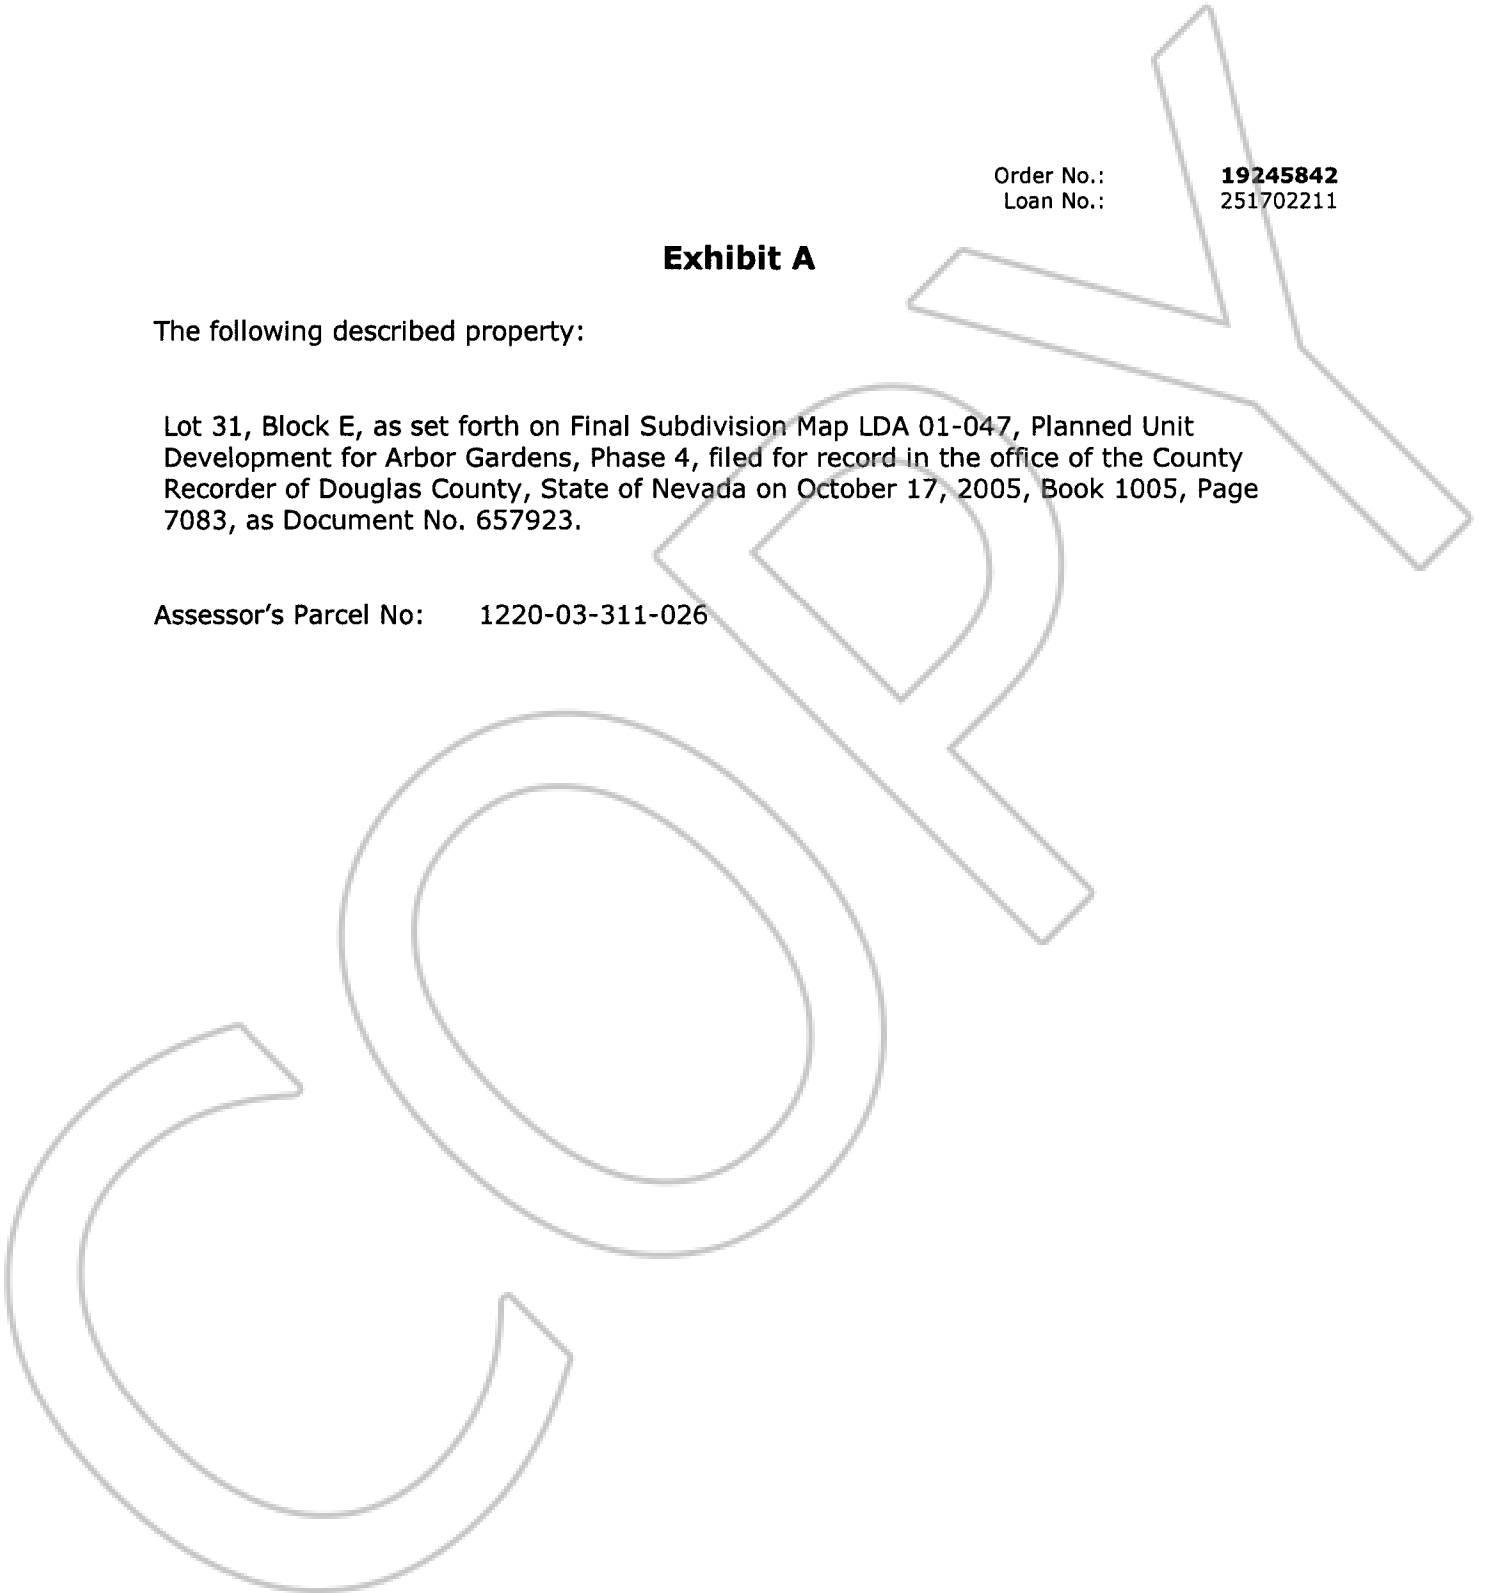 Order No.: 19245842
Loan No.: 251702211
Exhibit A
The following described property:
Lot 31, Block E, as set forth on Final Subdivision Map LDA 01-047, Planned Unit
Development for Arbor Gardens, Phase 4, filed for record in the office of the County
Recorder of Douglas County, State of Nevada on October 17, 2005, Book 1005, Page
7083, as Document No. 657923.
Assessor's Parcel No: 1220-03-311-026
COPY